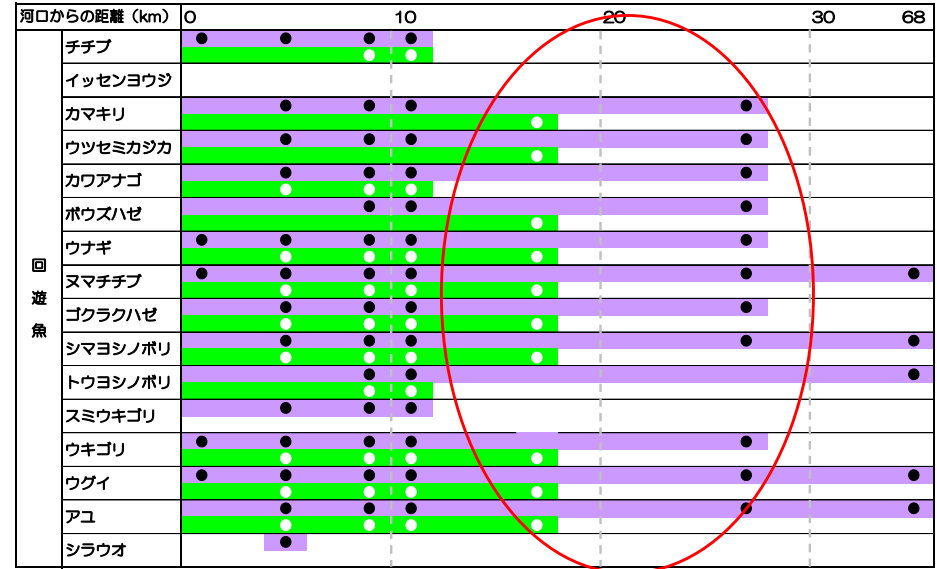 河口からの距離（km） 0 10 20 30 68
回遊魚
チチブ
イッセンヨウジ
カマキリ
ウツセミカジカ
カワアナゴ
ボウズハゼ
ウナギ
ヌマチチブ
ゴクラクハゼ
シマヨシノボリ
トウヨシノボリ
スミウキゴリ
ウキゴリ
ウグイ
アユ
シラウオ